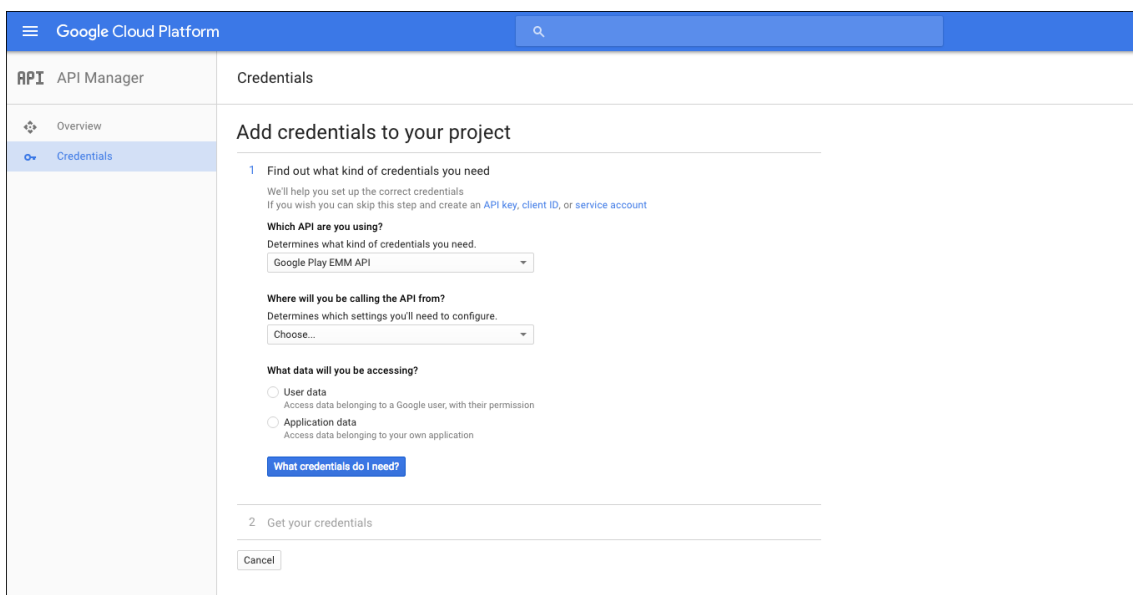 Google Cloud Platform
API API Manager
Credentials
Overview
Credentials
Add credentials to your project
1 Find out what kind of credentials you need
We'll help you set up the correct credentials
If you wish you can skip this step and create an API key, client ID, or service account
Which API are you using?
Determines what kind of credentials you need.
Google Play EMM API
Where will you be calling the API from?
Determines which settings you'll need to configure.
Choose...
What data will you be accessing?
User data
Access data belonging to a Google user, with their permission
Application data
Access data belonging to your own application
What credentials do I need?
2 Get your credentials
Cancel